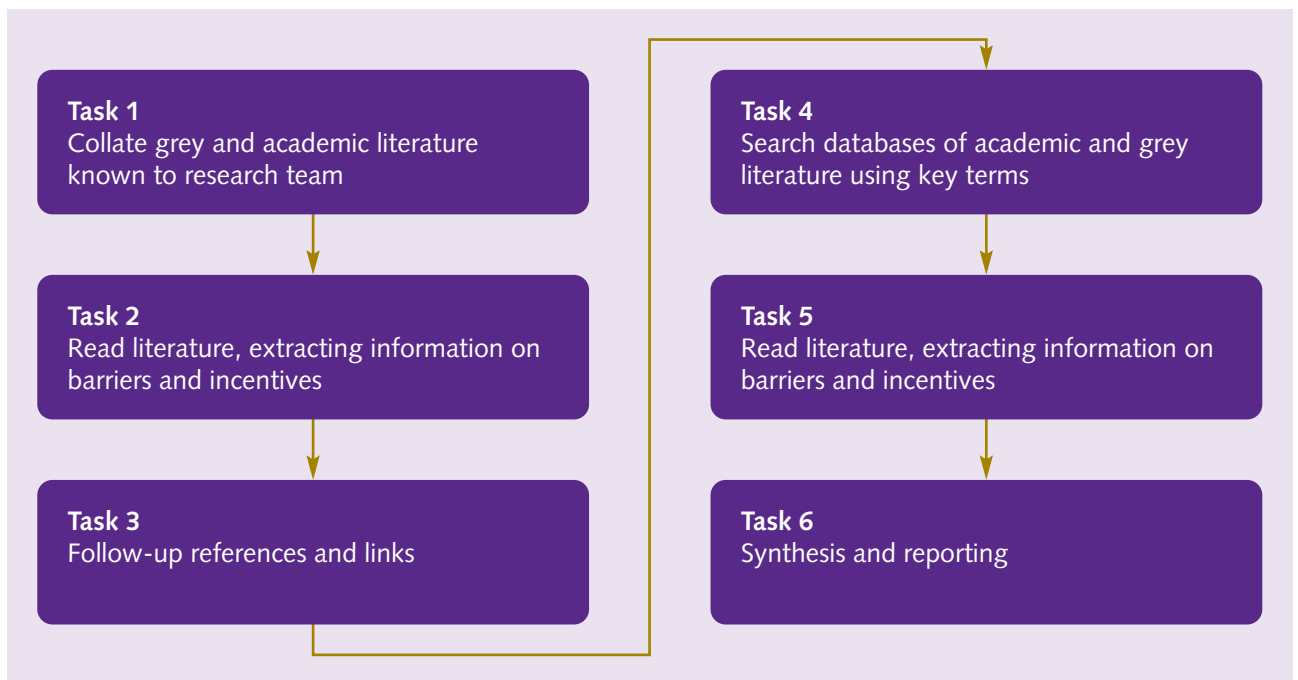 Task 1
Collate grey and academic literature
known to research team
Task 2
Read literature, extracting information on
barriers and incentives
Task 3
Follow-up references and links
Task 4
Search databases of academic and grey
literature using key terms
Task 5
Read literature, extracting information on
barriers and incentives
Task 6
Synthesis and reporting